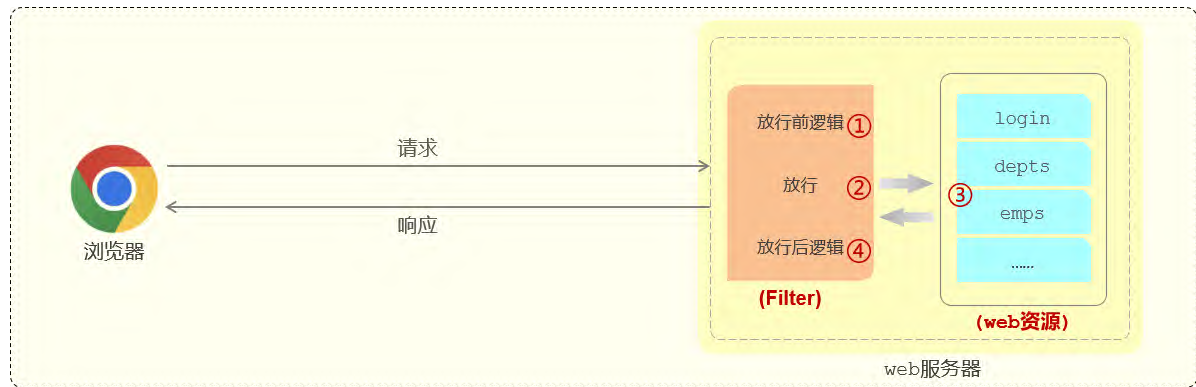 浏览器
请求
响应
放行前逻辑①
放行 ②
放行后逻辑④
(Filter)
③
login
depts
emps
……
(web资源)
web服务器